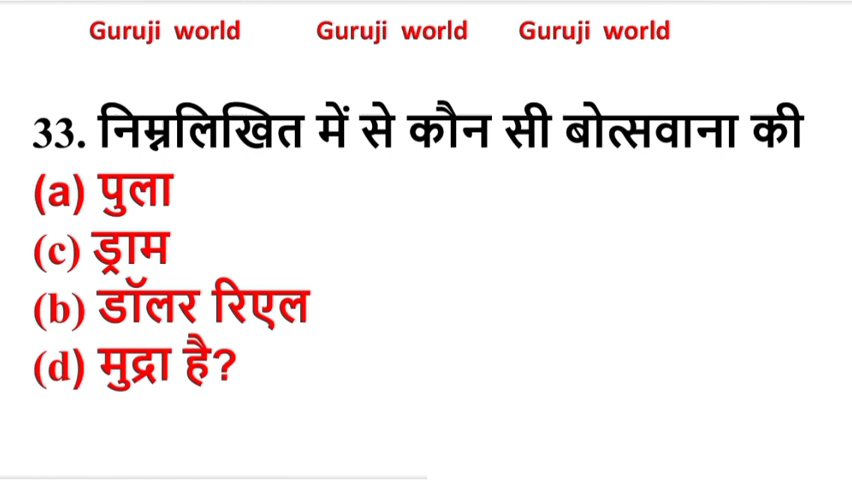 Guruji world Guruji world Guruji world
33. निम्नलिखित में से कौन सी बोत्सवाना की
(a) पुला
(c) ड्राम
(b) डॉलर रिएल
(d) मुद्रा है?